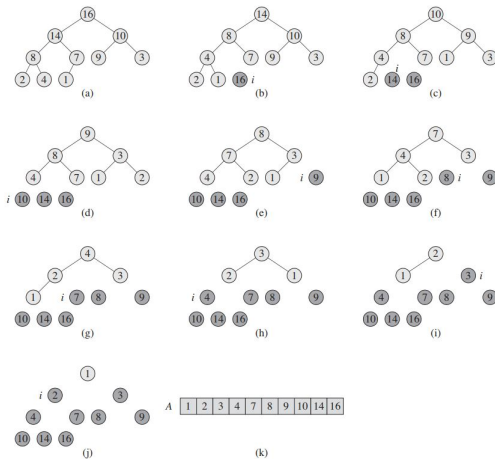 16
14 10
8 7 9 3
2 4 1
(a)
14
8 10
4 7 9 3
2 1 16 i
(b)
10
8 9
4 7 1 3
i
2 14 16
(c)
9
8 3
4 7 1 2
i 10 14 16
(d)
8
7 3
4 2 1 i 9
10 14 16
(e)
7
4 3
1 2 8 i 9
10 14 16
(f)
4
2 3
1 i 7 8 9
10 14 16
(g)
3
2 1
i 4 7 8 9
10 14 16
(h)
2
1 3 i
4 7 8 9
10 14 16
(i)
1
i 2 3
4 7 8 9
10 14 16
(j)
A 1 2 3 4 7 8 9 10 14 16
(k)